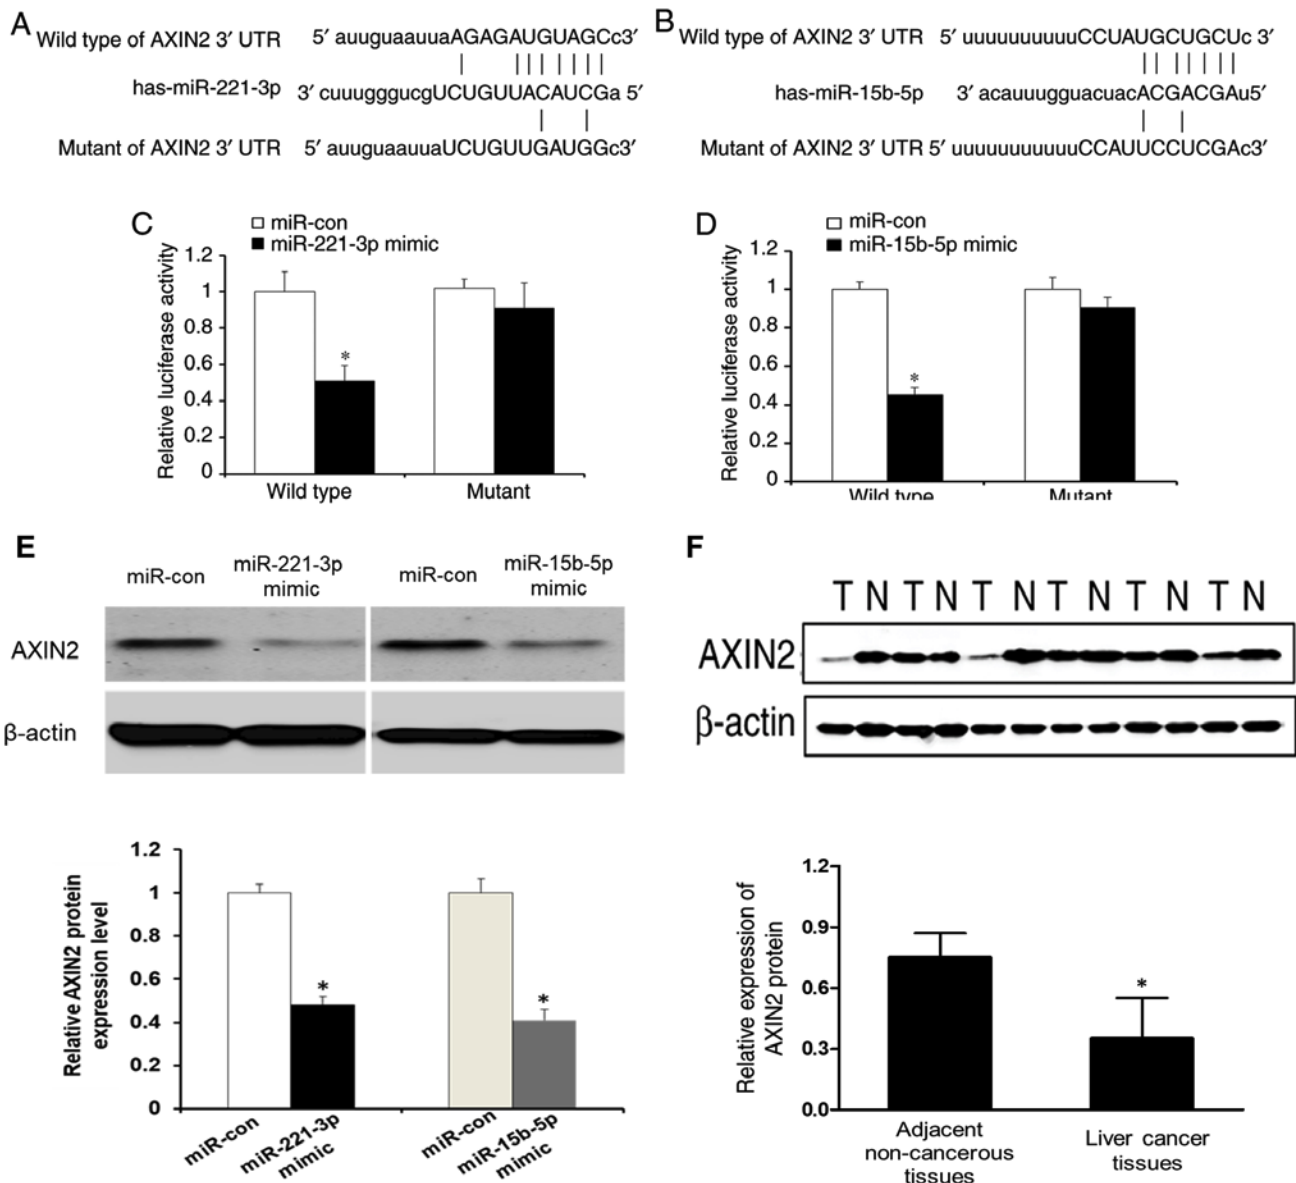 A
Wild type of AXIN2 3′ UTR 5′ auuguaauuaAGAGAUGUAGCc3′
has-miR-221-3p 3′ cuuugggucgUCUGUUACAUCGa 5′
Mutant of AXIN2 3′ UTR 5′ auuguaauuaUCUGUUGAUGGc3′
B
Wild type of AXIN2 3′ UTR 5′ uuuuuuuuuuCCUAUGCUGCUc 3′
has-miR-15b-5p 3′ acauuugguacuacACGACGAu5′
Mutant of AXIN2 3′ UTR 5′ uuuuuuuuuuuCCAUUCCUCGAc3′
C
miR-con
miR-221-3p mimic
Relative luciferase activity
1.2
1
0.8
0.6
0.4
0.2
0
*
Wild type Mutant
D
miR-con
miR-15b-5p mimic
Relative luciferase activity
1.2
1
0.8
0.6
0.4
0.2
0
*
Wild type Mutant
E
miR-con miR-221-3p mimic miR-con miR-15b-5p mimic
AXIN2
β-actin
Relative AXIN2 protein
expression level
1.2
1
0.8
0.6
0.4
0.2
0
*
*
miR-con
miR-221-3p
mimic
miR-con
miR-15b-5p
mimic
F
T N T N T N T N T N T N
AXIN2
β-actin
Relative expression of
AXIN2 protein
1.2
0.9
0.6
0.3
0.0
*
Adjacent
non-cancerous
tissues
Liver cancer
tissues